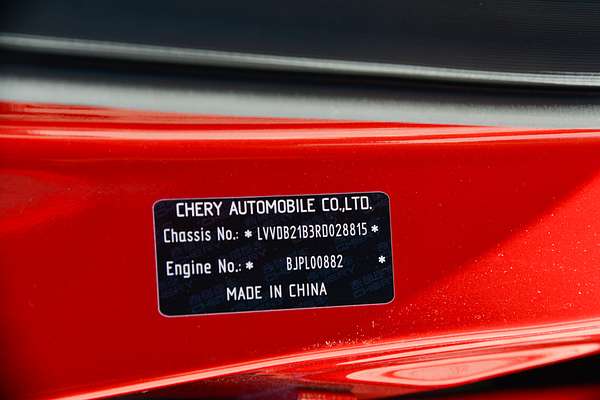 CHERY AUTOMOBILE CO.,LTD.
Chassis No.: * LVVDB21B3RD028815 *
Engine No.: * BJPL00882 *
MADE IN CHINA